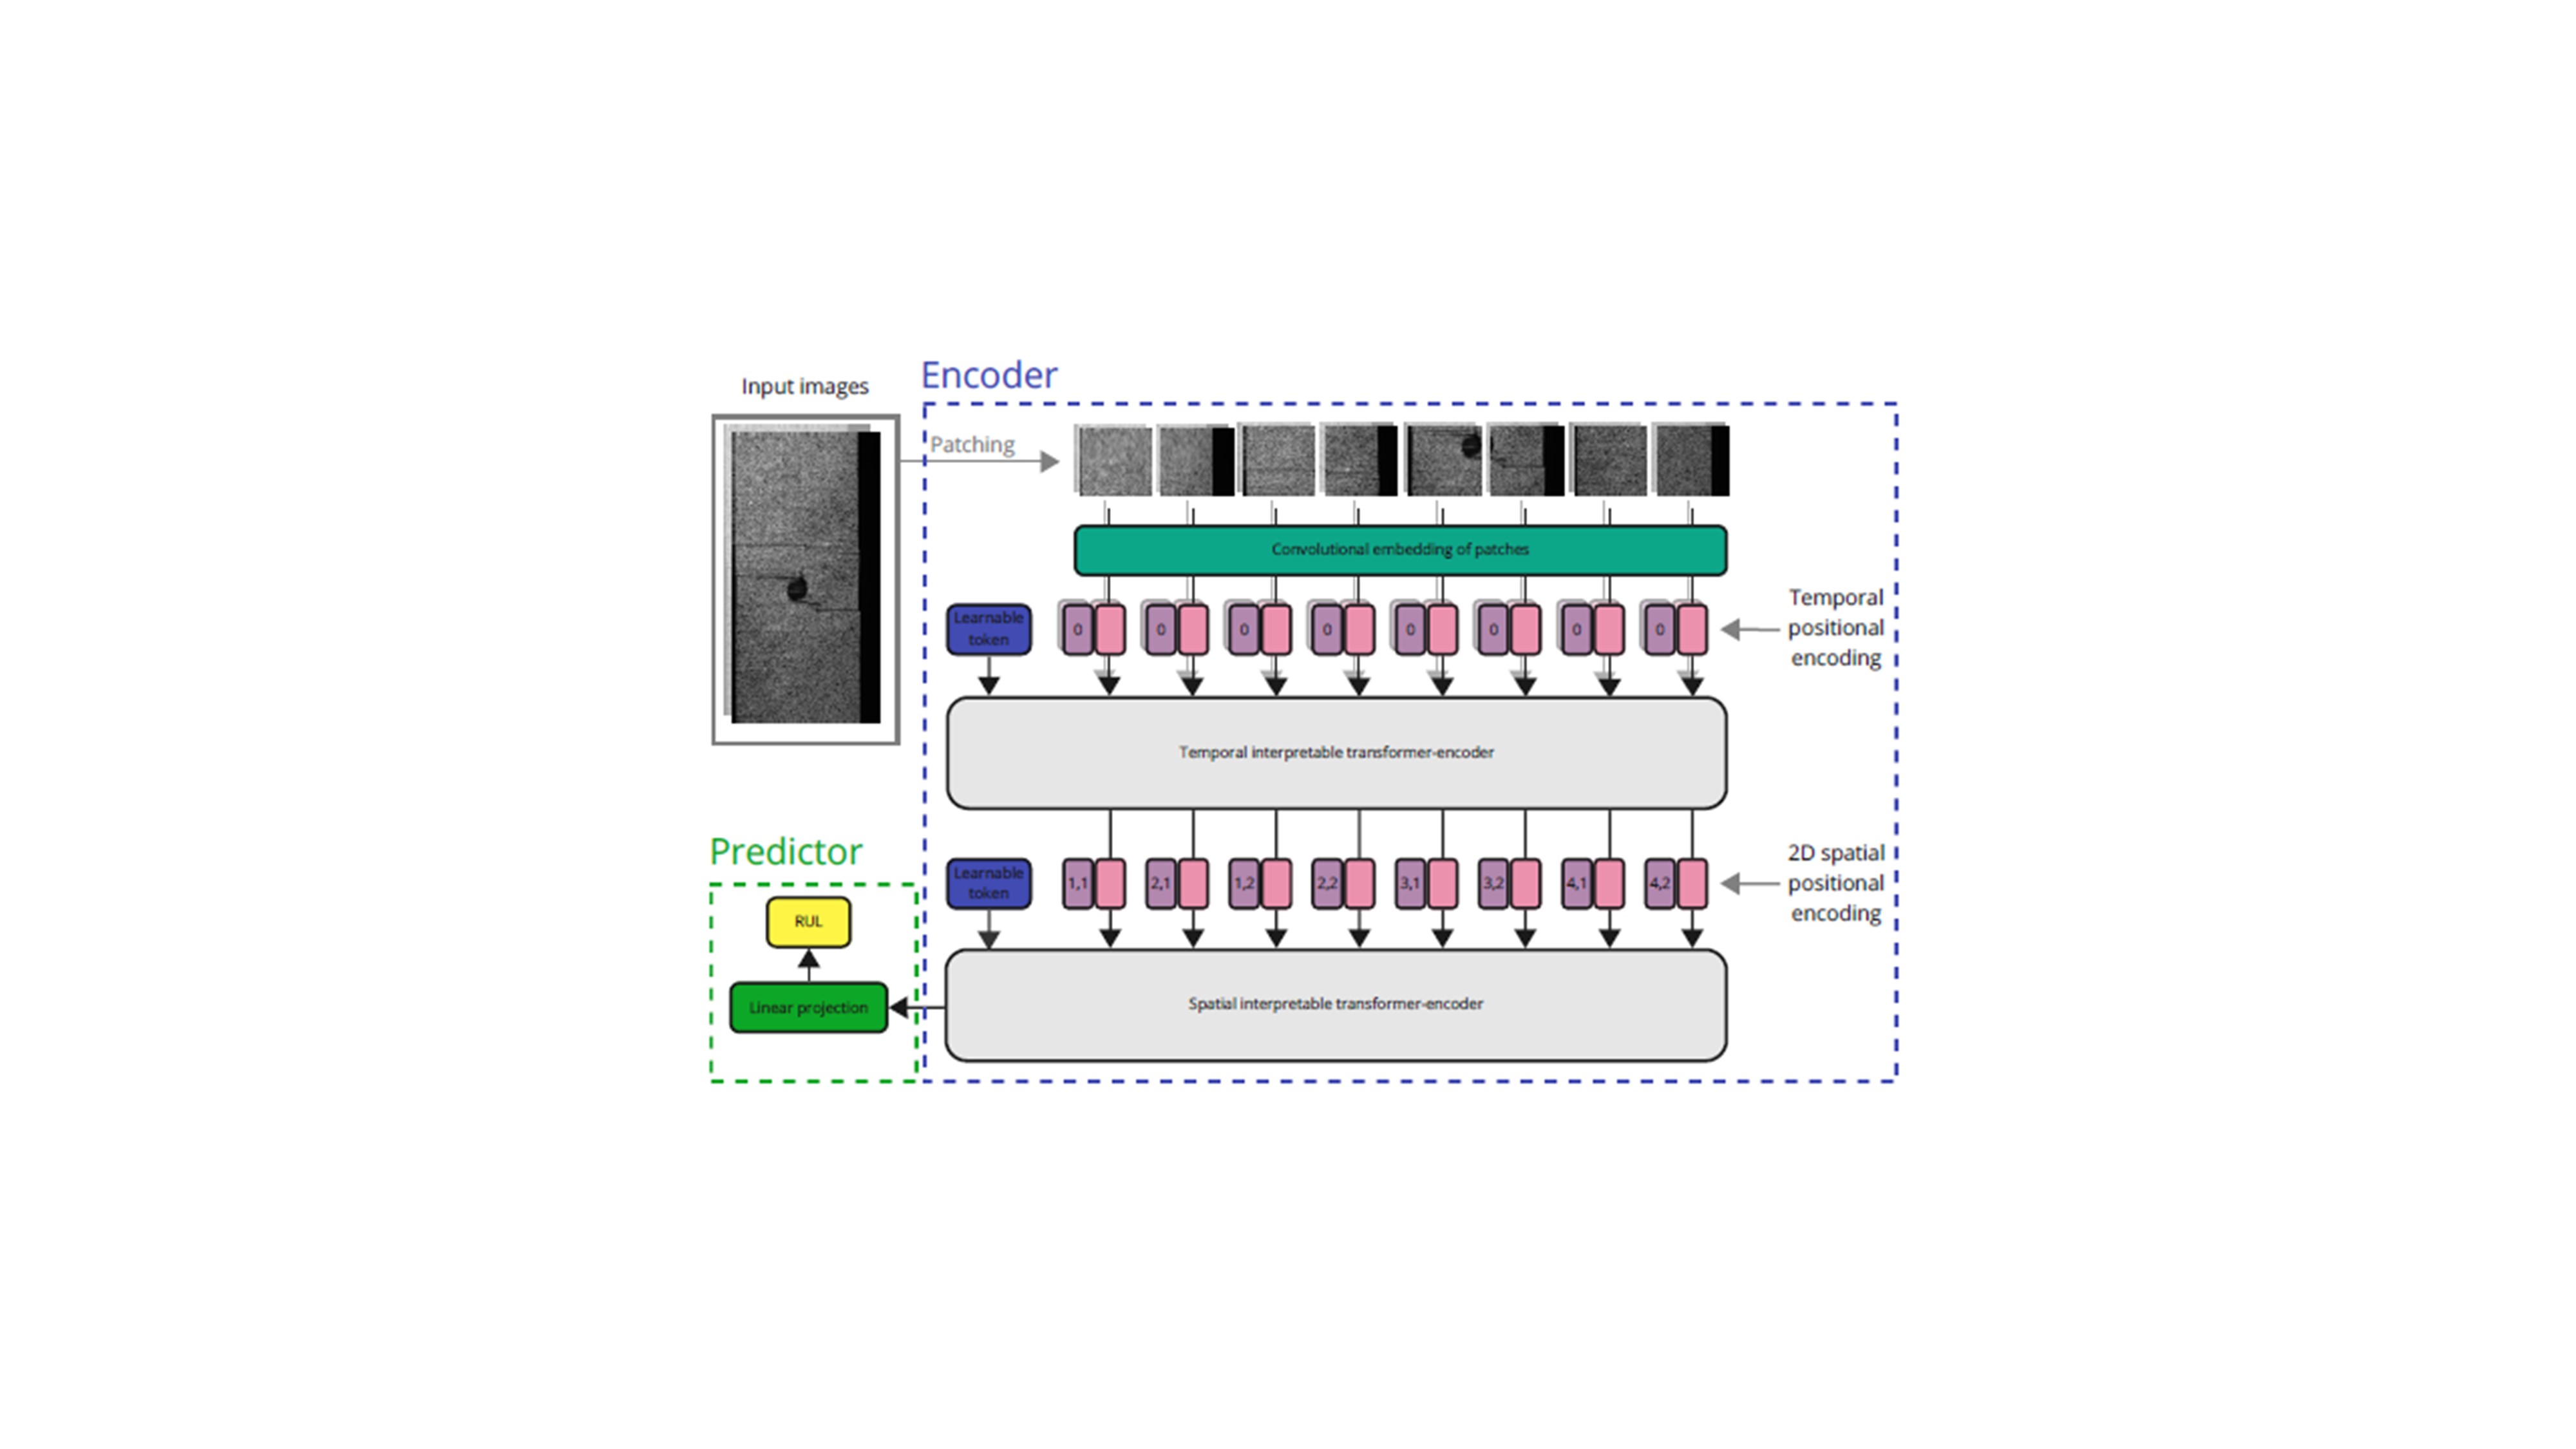 Input images
Encoder
Patching
Convolutional embedding of patches
Learnable
token
0 0 0 0 0 0 0 0
Temporal
positional
encoding
Temporal interpretable transformer-encoder
Predictor
Learnable
token
1,1 2,1 1,2 2,2 3,1 3,2 4,1 4,2
2D spatial
positional
encoding
RUL
Linear projection
Spatial interpretable transformer-encoder